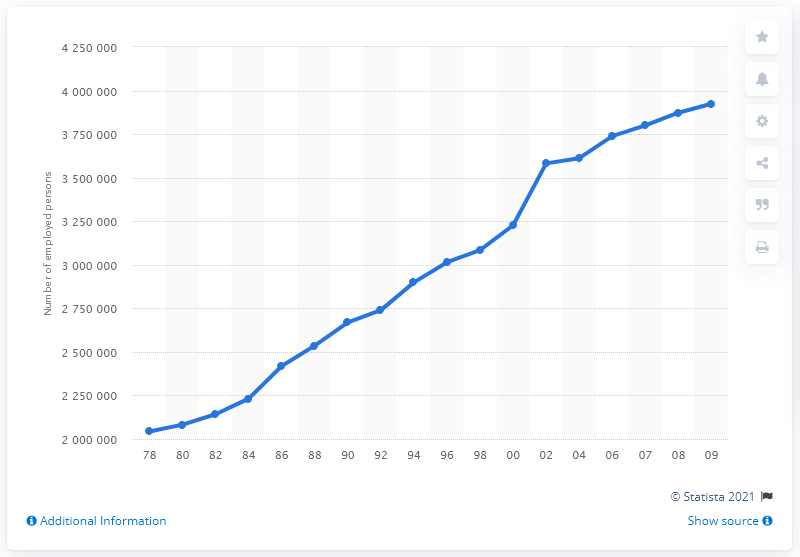 4 250 000
4 000 000
3 750 000
3 500 000
3 250 000
3 000 000
2 750 000
2 500 000
2 250 000
2 000 000
Number of employed persons
78 80 82 84 86 88 90 92 94 96 98 00 02 04 06 07 08 09
© Statista 2021
Additional Information
Show source